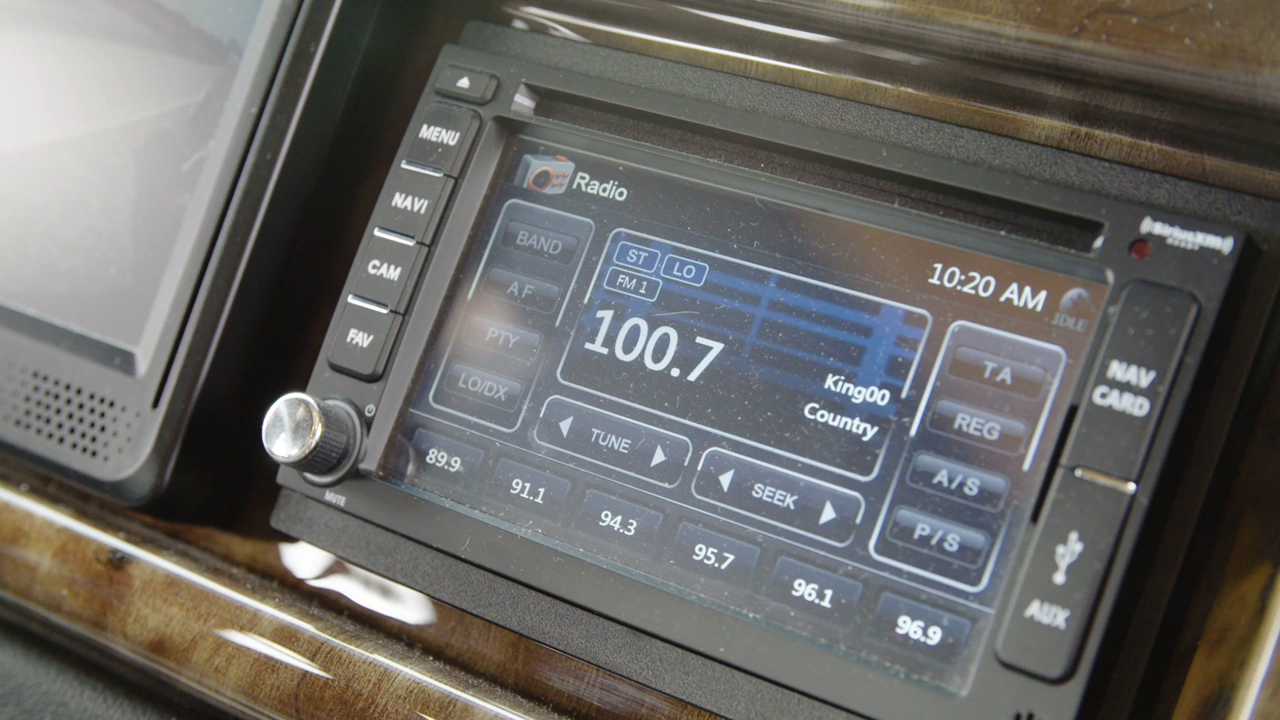 MENU
NAVI
CAM
FAV
MUTE
Radio
10:20 AM
IDLE
BAND
AF
PTY
LO/DX
ST LO
FM 1
100.7
King00
Country
TUNE
SEEK
TA
REG
A/S
P/S
89.9 91.1 94.3 95.7 96.1 96.9
((siriusxm))
NAV
CARD
AUX